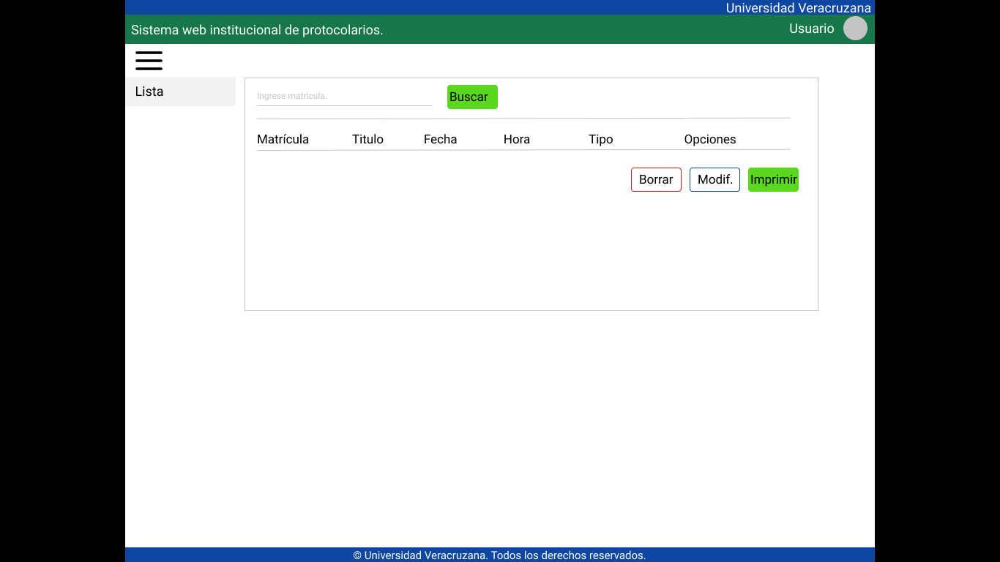 Universidad Veracruzana
Sistema web institucional de protocolarios.
Usuario
Lista
Ingrese matricula.
Buscar
Matrícula Titulo Fecha Hora Tipo Opciones
Borrar Modif. Imprimir
© Universidad Veracruzana. Todos los derechos reservados.